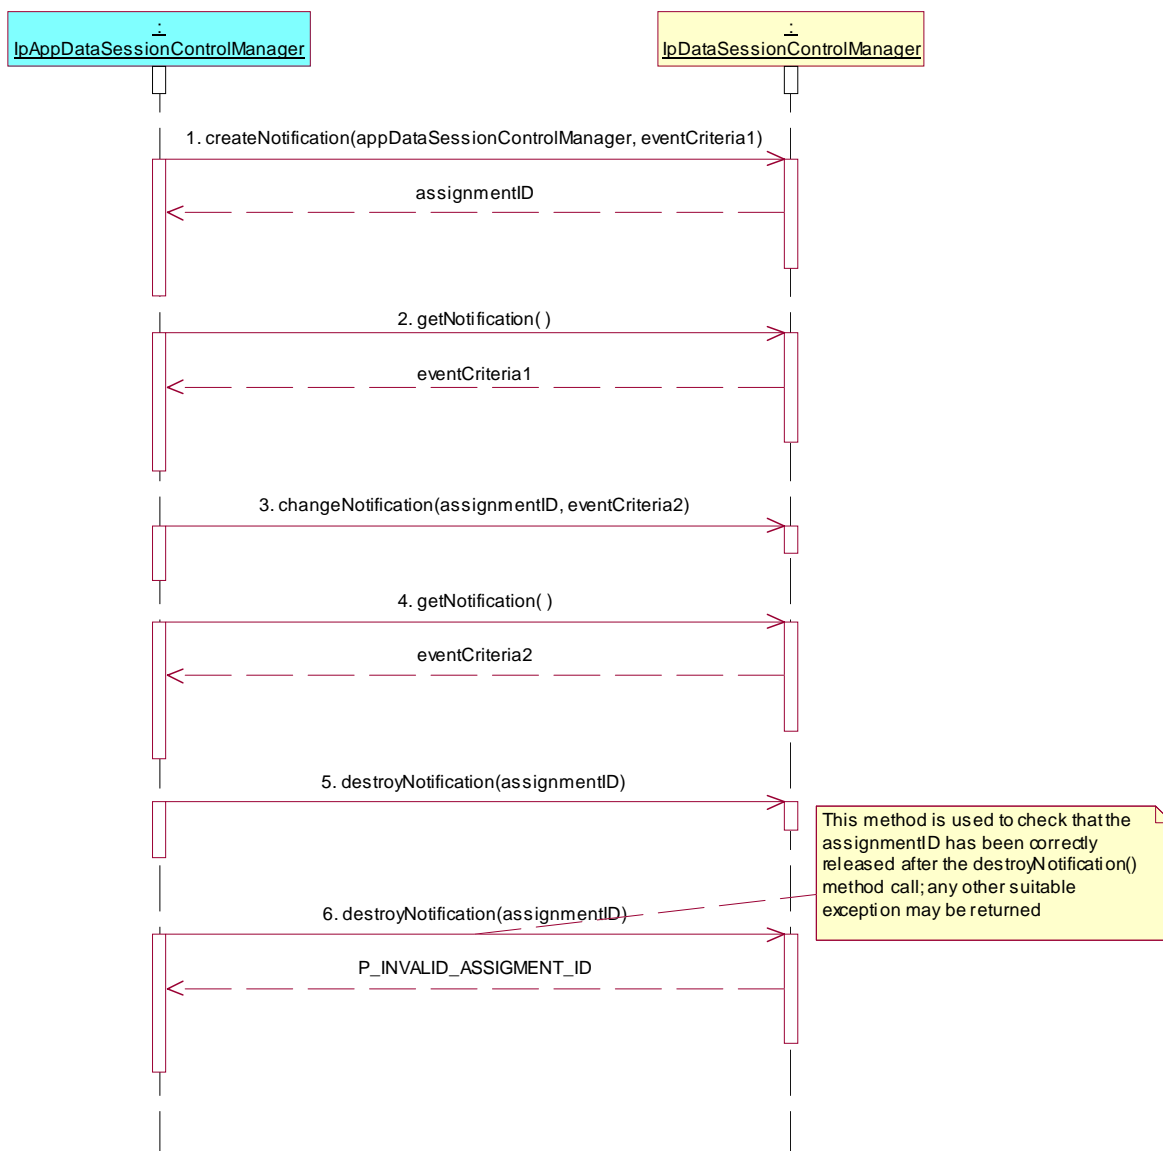 :
IpAppDataSessionControlManager
:
IpDataSessionControlManager
1. createNotification(appDataSessionControlManager, eventCriteria1)
assignmentID
2. getNotification( )
eventCriteria1
3. changeNotification(assignmentID, eventCriteria2)
4. getNotification( )
eventCriteria2
5. destroyNotification(assignmentID)
This method is used to check that the
assignmentID has been correctly
released after the destroyNotification()
method call; any other suitable
exception may be returned
6. destroyNotification(assignmentID)
P_INVALID_ASSIGMENT_ID